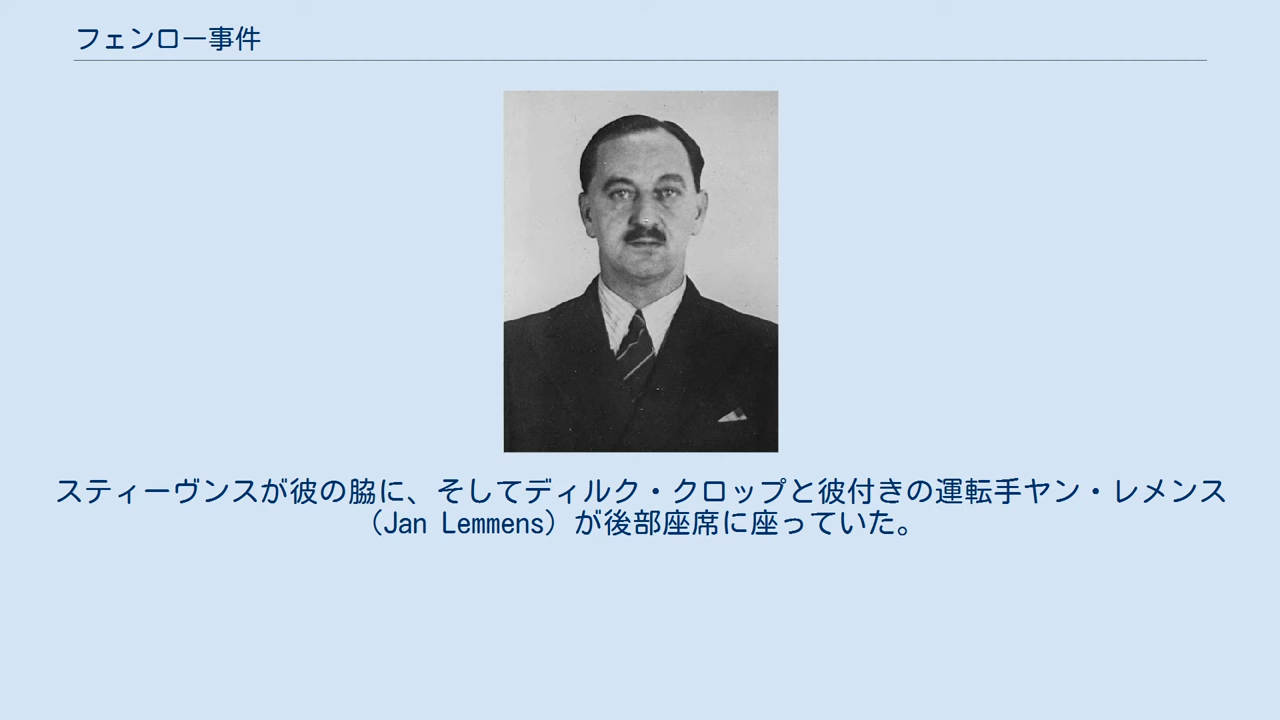 フェンロー事件
スティーヴンスが彼の脇に、そしてディルク・クロップと彼付きの運転手ヤン・レメンス
（Jan Lemmens）が後部座席に座っていた。